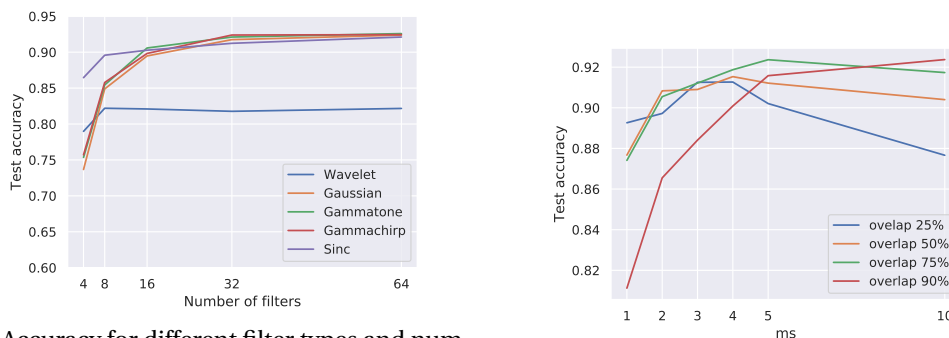 0.95
0.90
0.85
0.80
0.75
0.70
0.65
0.60
Test accuracy
4 8 16 32 64
Number of filters
Wavelet
Gaussian
Gammatone
Gammachirp
Sinc
Accuracy for different filter types and num
0.92
0.90
0.88
0.86
0.84
0.82
Test accuracy
1 2 3 4 5 10
ms
ovelap 25%
overlap 50%
overlap 75%
overlap 90%